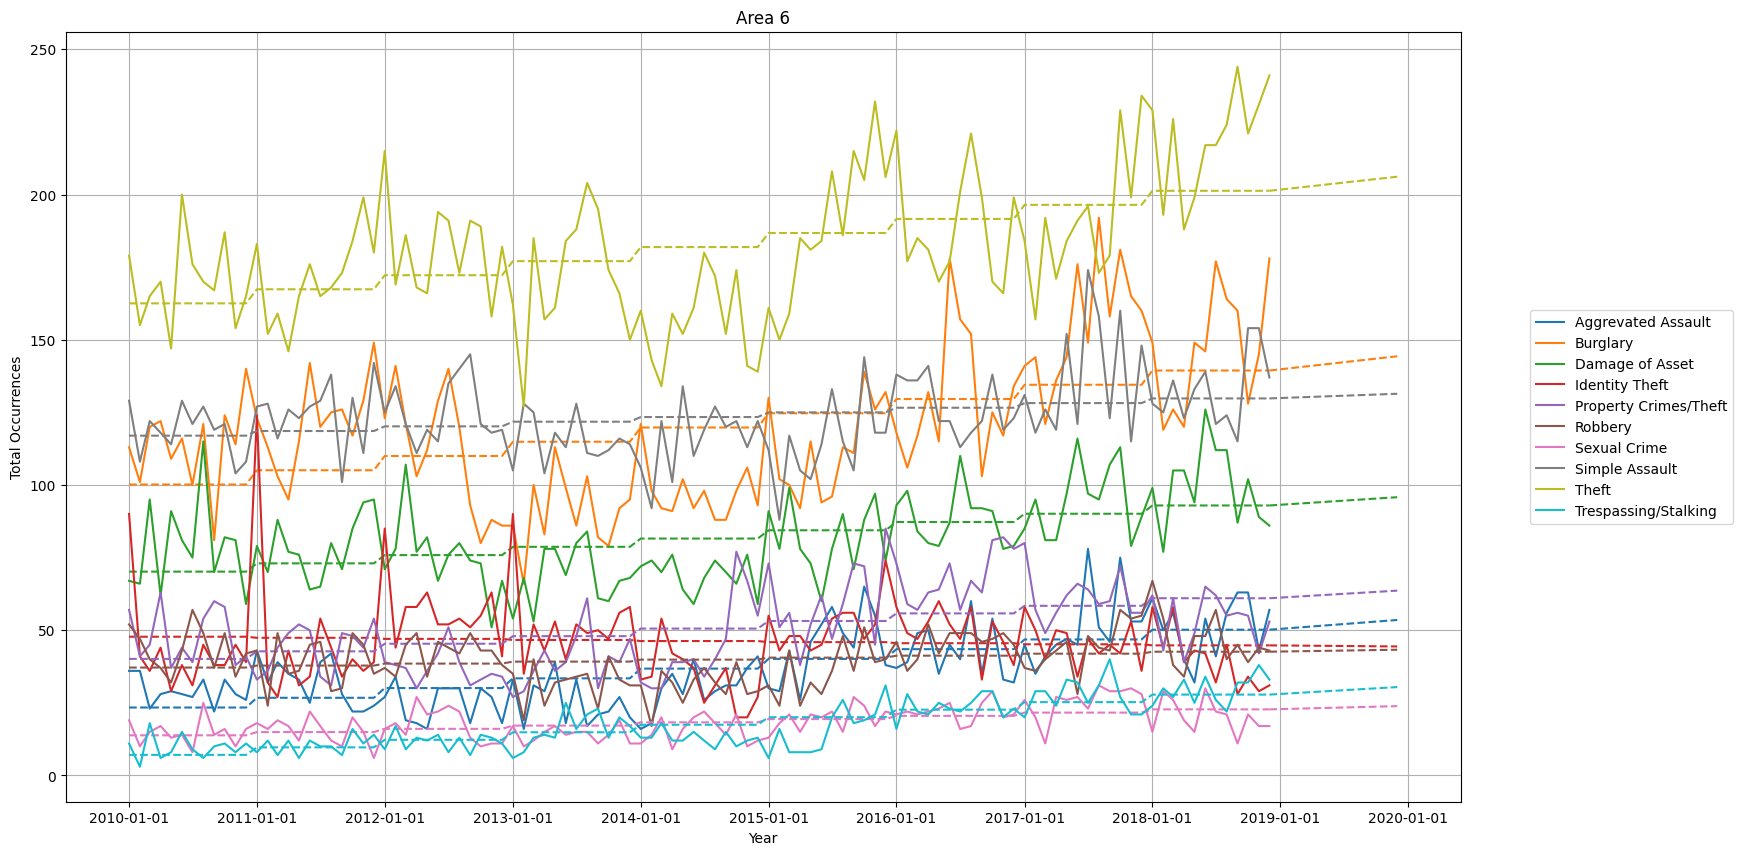 Area 6
250
200
150
100
50
0
Total Occurrences
2010-01-01 2011-01-01 2012-01-01 2013-01-01 2014-01-01 2015-01-01 2016-01-01 2017-01-01 2018-01-01 2019-01-01 2020-01-01
Year
Aggrevated Assault
Burglary
Damage of Asset
Identity Theft
Property Crimes/Theft
Robbery
Sexual Crime
Simple Assault
Theft
Trespassing/Stalking